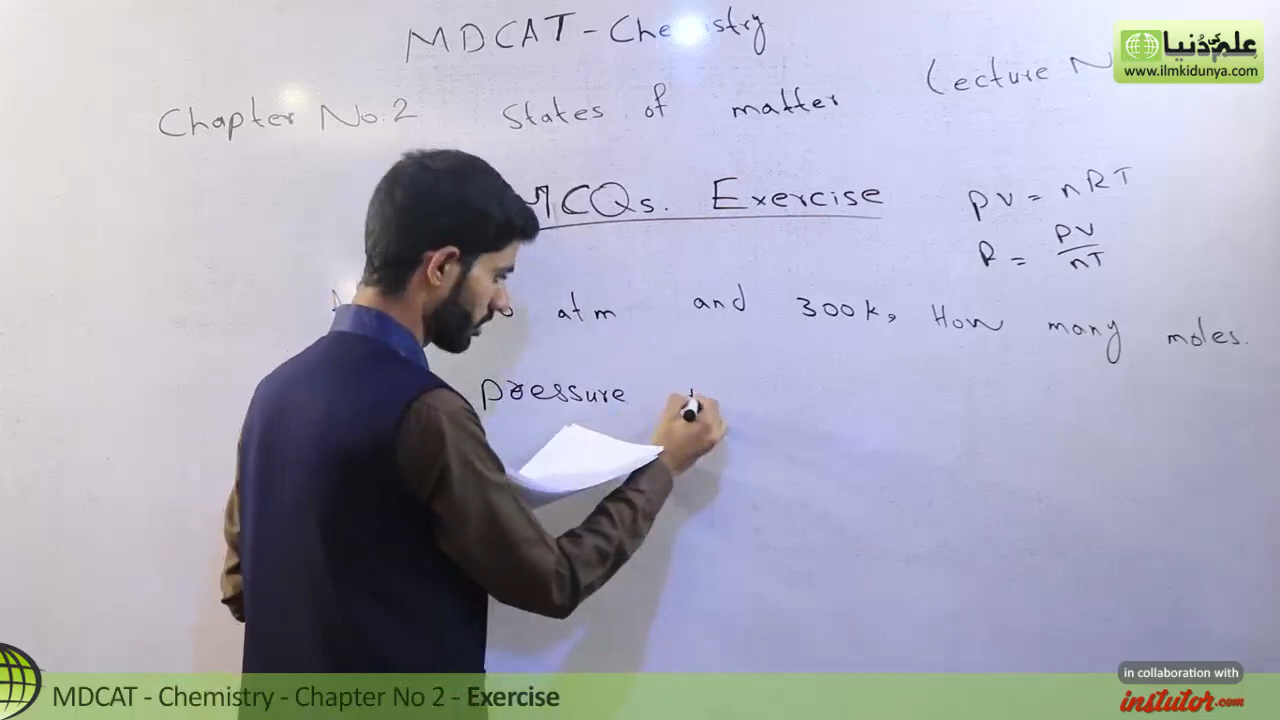 MDCAT - Chemistry
علم کی دنیا
www.ilmkidunya.com
Chapter No.2 States of matter Lecture N
MCQs. Exercise
PV = nRT
R = PV/nT
atm and 300k, How many moles.
pressure
MDCAT - Chemistry - Chapter No 2 - Exercise
in collaboration with
instutor.com